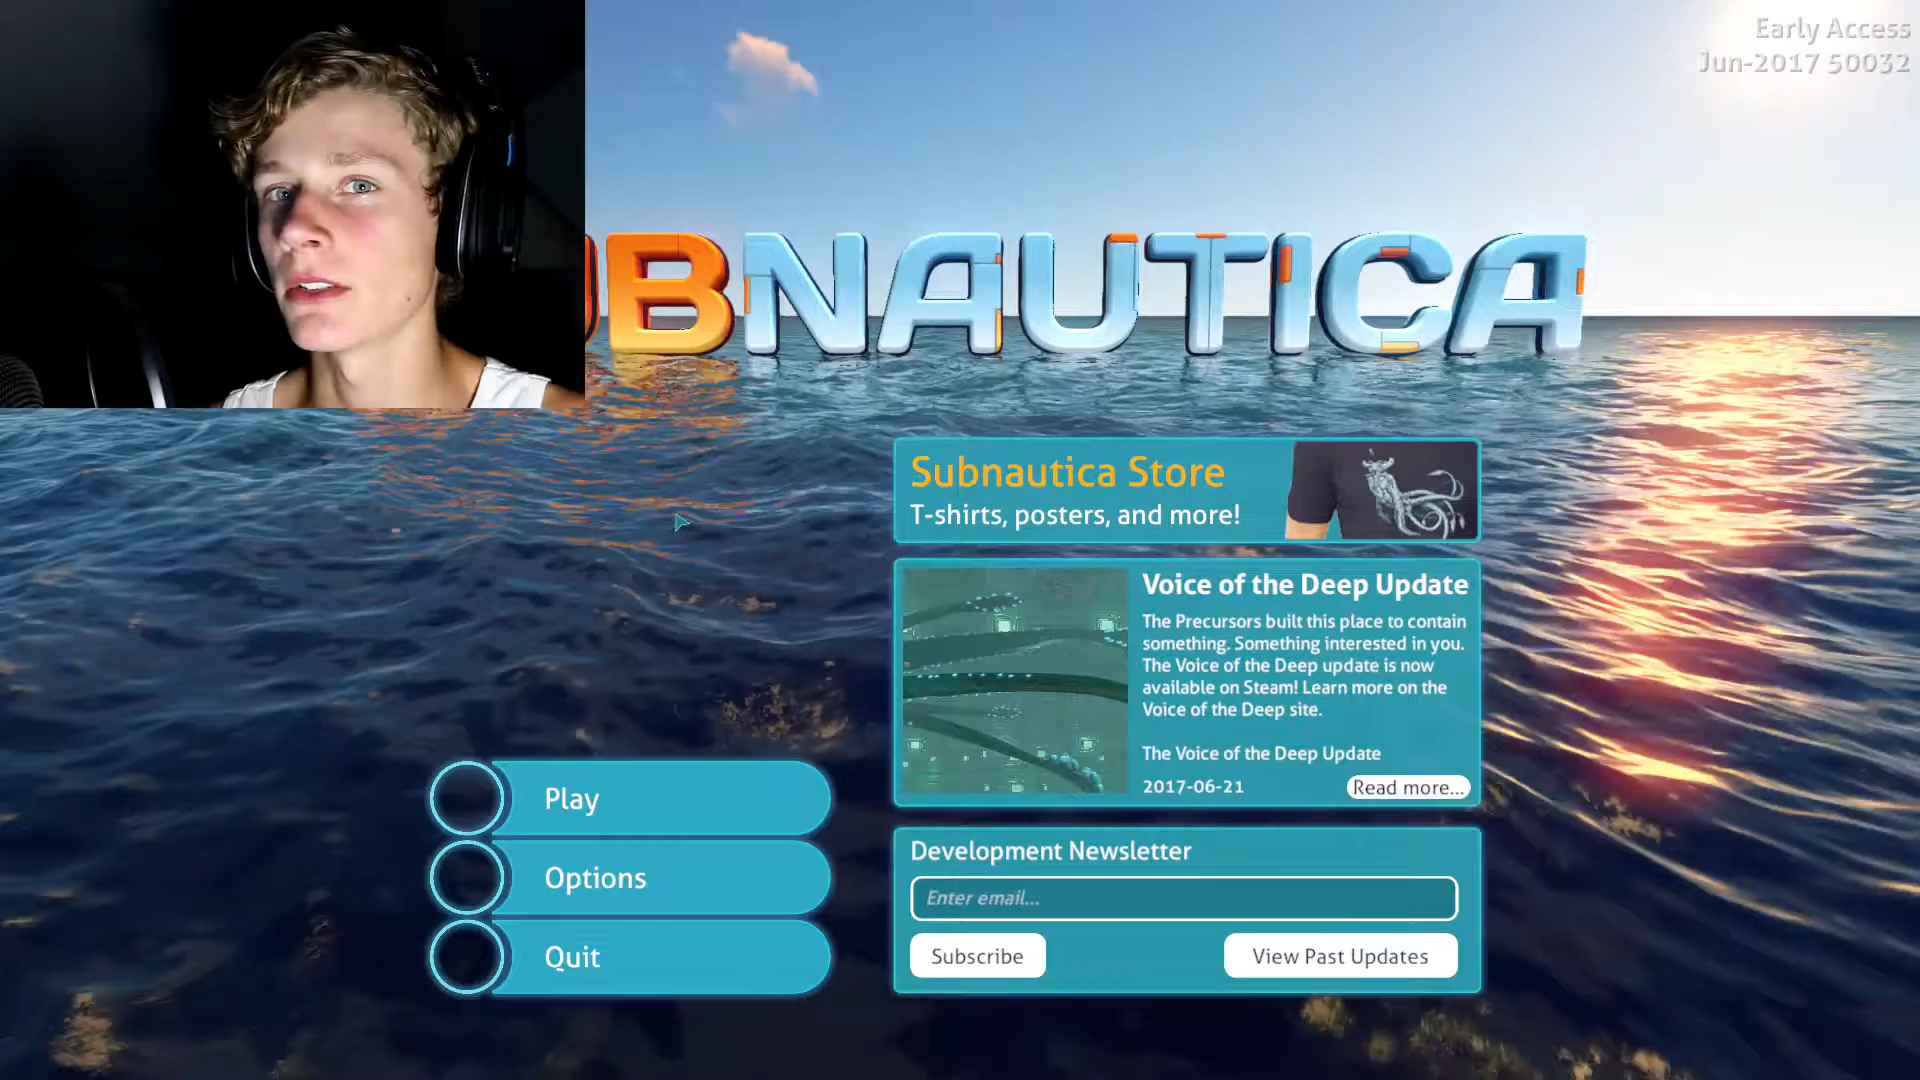 Early Access
Jun-2017 50032
UBNAUTICA
Subnautica Store
T-shirts, posters, and more!
Voice of the Deep Update
The Precursors built this place to contain
something. Something interested in you.
The Voice of the Deep update is now
available on Steam! Learn more on the
Voice of the Deep site.
The Voice of the Deep Update
2017-06-21
Read more...
Play
Options
Quit
Development Newsletter
Enter email...
Subscribe
View Past Updates